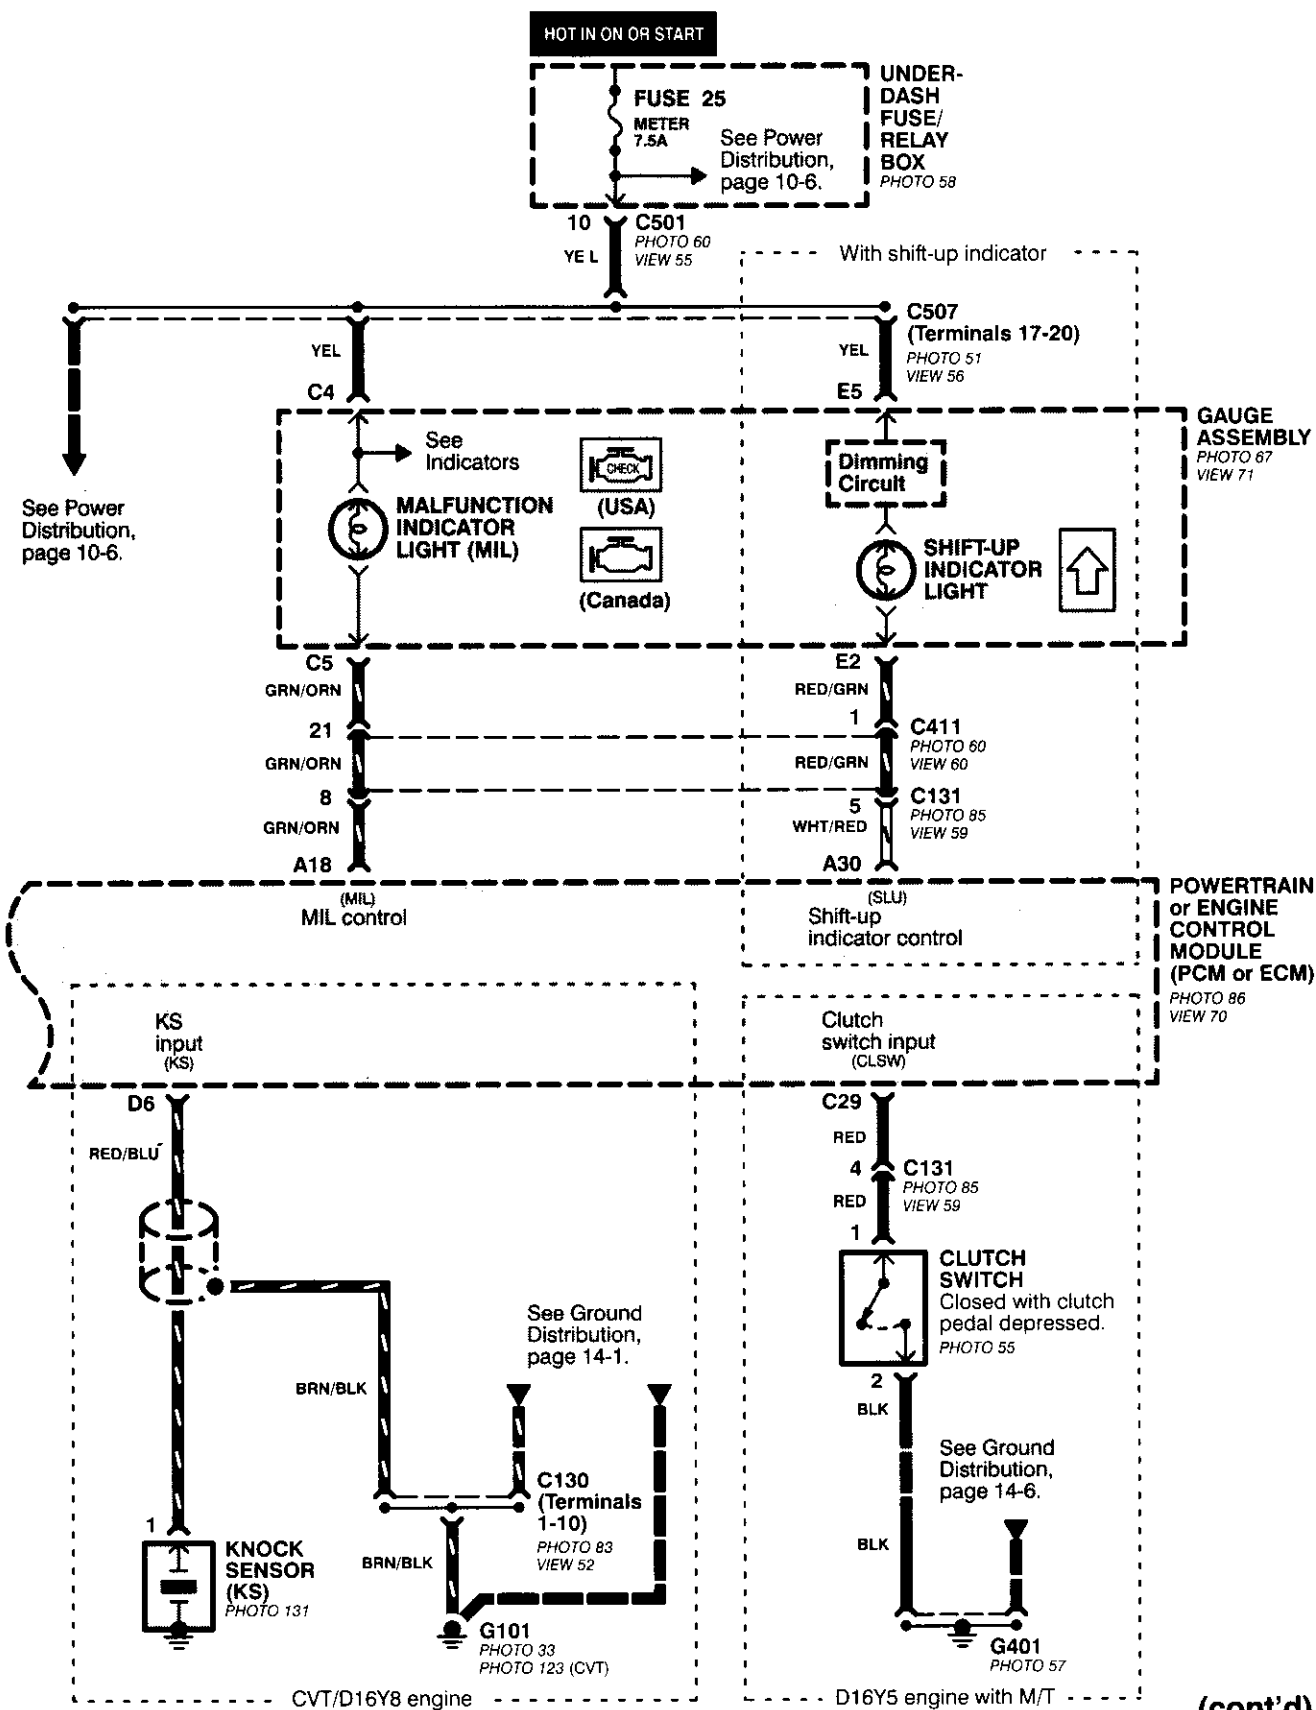 HOT IN ON OR START
FUSE 25
METER
7.5A
See Power
Distribution,
page 10-6.
UNDER-
DASH
FUSE/
RELAY
BOX
PHOTO 58
10
C501
PHOTO 60
VIEW 55
YEL
With shift-up indicator
C507
(Terminals 17-20)
PHOTO 51
VIEW 56
YEL
YEL
C4
E5
See Power
Distribution,
page 10-6.
See
Indicators
MALFUNCTION
INDICATOR
LIGHT (MIL)
CHECK
(USA)
(Canada)
Dimming
Circuit
SHIFT-UP
INDICATOR
LIGHT
GAUGE
ASSEMBLY
PHOTO 67
VIEW 71
C5
E2
GRN/ORN
RED/GRN
21
1
C411
PHOTO 60
VIEW 60
GRN/ORN
RED/GRN
8
5
C131
PHOTO 85
VIEW 59
GRN/ORN
WHT/RED
A18
A30
(MIL)
MIL control
(SLU)
Shift-up
indicator control
POWERTRAIN
or ENGINE
CONTROL
MODULE
(PCM or ECM)
PHOTO 86
VIEW 70
KS
input
(KS)
Clutch
switch input
(CLSW)
D6
C29
RED/BLU
RED
4
C131
PHOTO 85
VIEW 59
RED
1
CLUTCH
SWITCH
Closed with clutch
pedal depressed.
PHOTO 55
2
BLK
See Ground
Distribution,
page 14-1.
BRN/BLK
See Ground
Distribution,
page 14-6.
C130
(Terminals
1-10)
PHOTO 83
VIEW 52
1
KNOCK
SENSOR
(KS)
PHOTO 131
BRN/BLK
BLK
G101
PHOTO 33
PHOTO 123 (CVT)
G401
PHOTO 57
CVT/D16Y8 engine
D16Y5 engine with M/T
(cont'd)